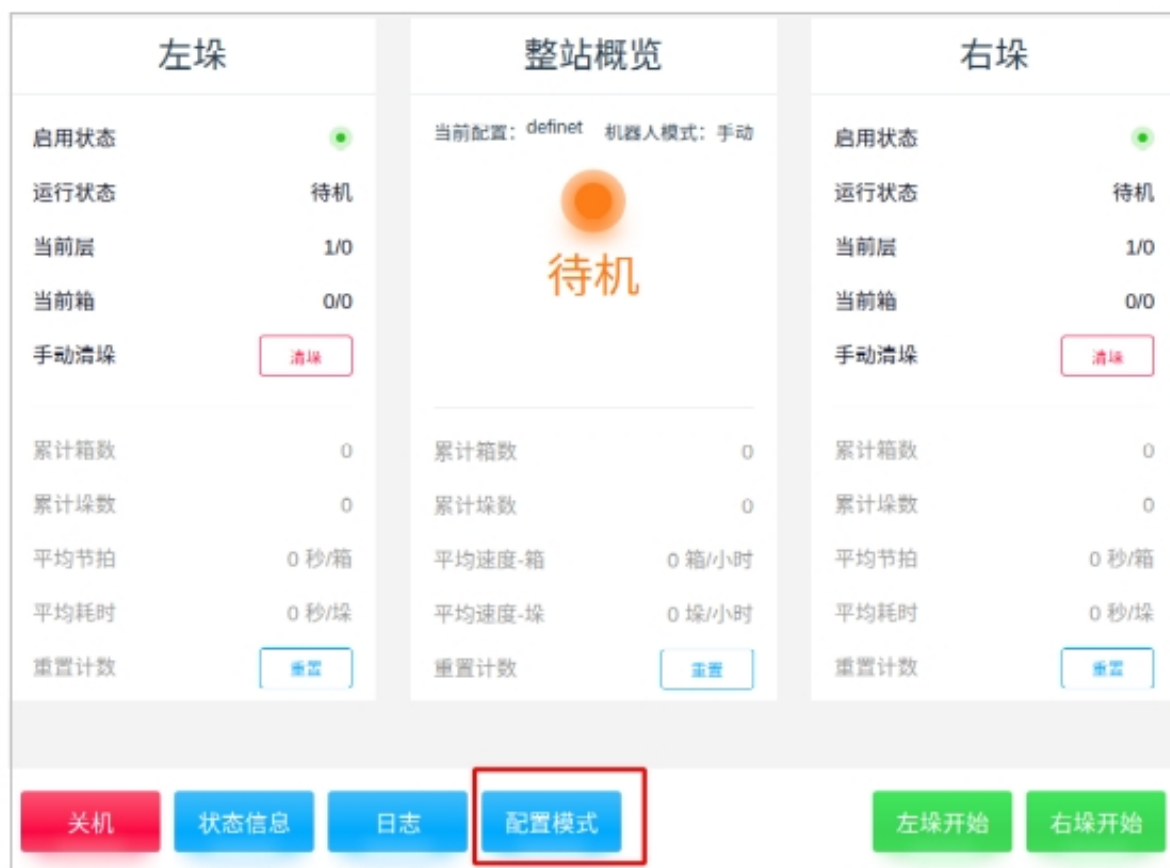 左垛
启用状态
运行状态 待机
当前层 1/0
当前箱 0/0
手动清垛 清垛
累计箱数 0
累计垛数 0
平均节拍 0 秒/箱
平均耗时 0 秒/垛
重置计数 重置
整站概览
当前配置：definet 机器人模式：手动
待机
累计箱数 0
累计垛数 0
平均速度-箱 0 箱/小时
平均速度-垛 0 垛/小时
重置计数 重置
右垛
启用状态
运行状态 待机
当前层 1/0
当前箱 0/0
手动清垛 清垛
累计箱数 0
累计垛数 0
平均节拍 0 秒/箱
平均耗时 0 秒/垛
重置计数 重置
关机 状态信息 日志 配置模式 左垛开始 右垛开始